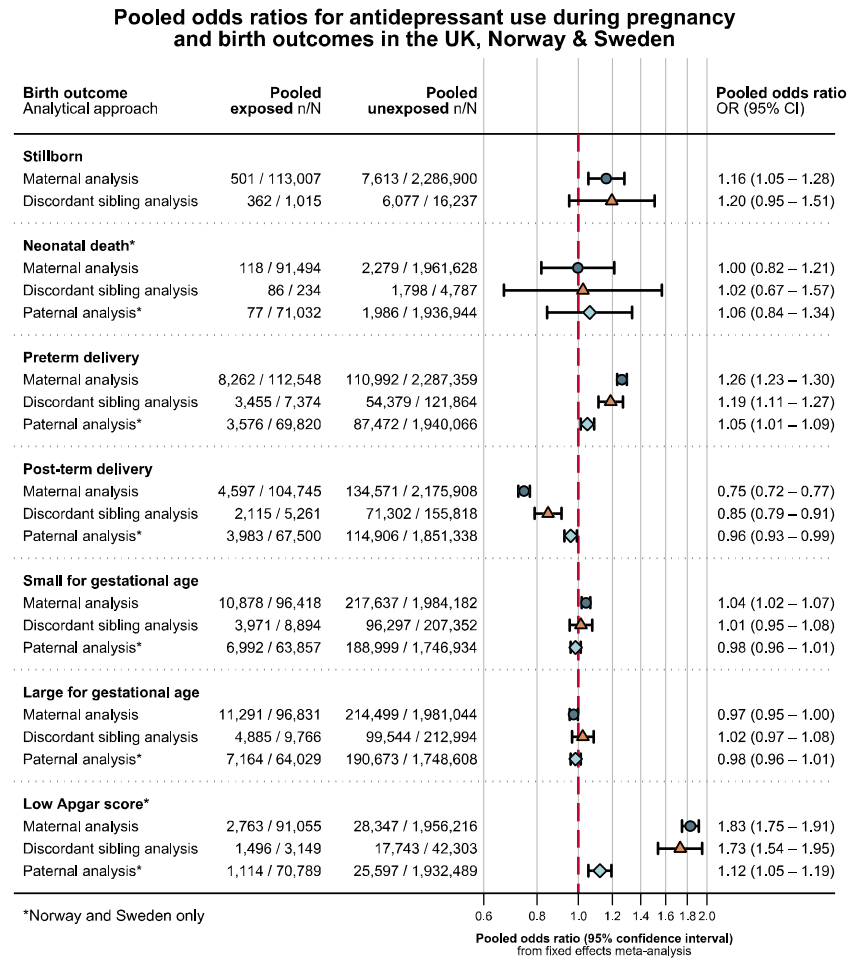 Pooled odds ratios for antidepressant use during pregnancy
and birth outcomes in the UK, Norway & Sweden
Birth outcome Pooled Pooled Pooled odds ratio
Analytical approach exposed n/N unexposed n/N OR (95% CI)
Stillborn
Maternal analysis 501 / 113,007 7,613 / 2,286,900 1.16 (1.05 – 1.28)
Discordant sibling analysis 362 / 1,015 6,077 / 16,237 1.20 (0.95 – 1.51)
Neonatal death*
Maternal analysis 118 / 91,494 2,279 / 1,961,628 1.00 (0.82 – 1.21)
Discordant sibling analysis 86 / 234 1,798 / 4,787 1.02 (0.67 – 1.57)
Paternal analysis* 77 / 71,032 1,986 / 1,936,944 1.06 (0.84 – 1.34)
Preterm delivery
Maternal analysis 8,262 / 112,548 110,992 / 2,287,359 1.26 (1.23 – 1.30)
Discordant sibling analysis 3,455 / 7,374 54,379 / 121,864 1.19 (1.11 – 1.27)
Paternal analysis* 3,576 / 69,820 87,472 / 1,940,066 1.05 (1.01 – 1.09)
Post-term delivery
Maternal analysis 4,597 / 104,745 134,571 / 2,175,908 0.75 (0.72 – 0.77)
Discordant sibling analysis 2,115 / 5,261 71,302 / 155,818 0.85 (0.79 – 0.91)
Paternal analysis* 3,983 / 67,500 114,906 / 1,851,338 0.96 (0.93 – 0.99)
Small for gestational age
Maternal analysis 10,878 / 96,418 217,637 / 1,984,182 1.04 (1.02 – 1.07)
Discordant sibling analysis 3,971 / 8,894 96,297 / 207,352 1.01 (0.95 – 1.08)
Paternal analysis* 6,992 / 63,857 188,999 / 1,746,934 0.98 (0.96 – 1.01)
Large for gestational age
Maternal analysis 11,291 / 96,831 214,499 / 1,981,044 0.97 (0.95 – 1.00)
Discordant sibling analysis 4,885 / 9,766 99,544 / 212,994 1.02 (0.97 – 1.08)
Paternal analysis* 7,164 / 64,029 190,673 / 1,748,608 0.98 (0.96 – 1.01)
Low Apgar score*
Maternal analysis 2,763 / 91,055 28,347 / 1,956,216 1.83 (1.75 – 1.91)
Discordant sibling analysis 1,496 / 3,149 17,743 / 42,303 1.73 (1.54 – 1.95)
Paternal analysis* 1,114 / 70,789 25,597 / 1,932,489 1.12 (1.05 – 1.19)
*Norway and Sweden only 0.6 0.8 1.0 1.2 1.4 1.6 1.8 2.0
Pooled odds ratio (95% confidence interval)
from fixed effects meta-analysis